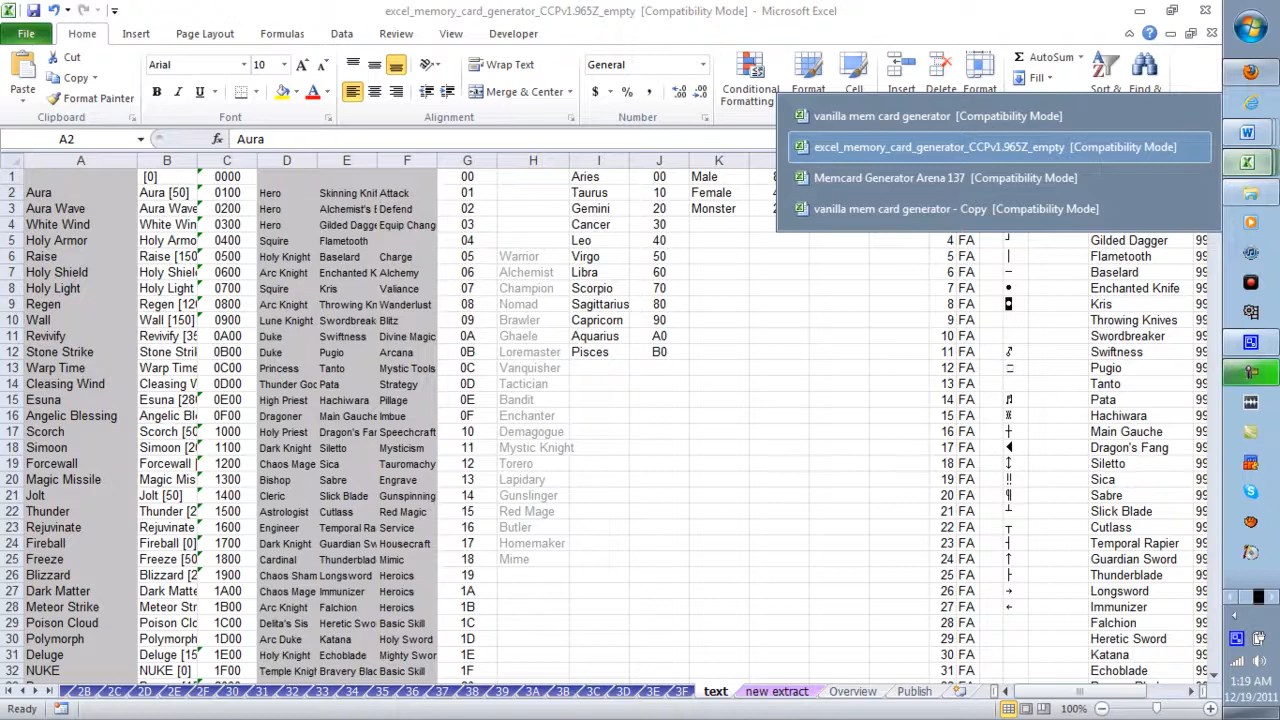 excel_memory_card_generator_CCPv1.965Z_empty [Compatibility Mode] - Microsoft Excel
File Home Insert Page Layout Formulas Data Review View Developer
Cut
Copy
Format Painter
Paste
Clipboard
Arial 10
B I U
Font
Wrap Text
Merge & Center
Alignment
General
$ % ,
Number
Conditional Formatting
Format
Cell
Insert Delete Format
AutoSum
Fill
Sort & Find &
vanilla mem card generator [Compatibility Mode]
excel_memory_card_generator_CCPv1.965Z_empty [Compatibility Mode]
Memcard Generator Arena 137 [Compatibility Mode]
vanilla mem card generator - Copy [Compatibility Mode]
A2 fx Aura
A B C D E F G H I J K
1 [0] 0000 00 Aries 00 Male
2 Aura Aura [50] 0100 Hero Skinning Knif Attack 01 Taurus 10 Female
3 Aura Wave Aura Wave 0200 Hero Alchemist's Defend 02 Gemini 20 Monster
4 White Wind White Wind 0300 Hero Gilded Dagge Equip Chang 03 Cancer 30
5 Holy Armor Holy Armor 0400 Squire Flametooth 04 Leo 40 4 FA Gilded Dagger
6 Raise Raise [150 0500 Holy Knight Baselard Charge 05 Warrior Virgo 50 5 FA Flametooth 99
7 Holy Shield Holy Shield 0600 Arc Knight Enchanted K Alchemy 06 Alchemist Libra 60 6 FA Baselard 99
8 Holy Light Holy Light 0700 Squire Kris Valiance 07 Champion Scorpio 70 7 FA Enchanted Knife 99
9 Regen Regen [120 0800 Arc Knight Throwing Kn Wanderlust 08 Nomad Sagittarius 80 8 FA Kris 99
10 Wall Wall [150] 0900 Lune Knight Swordbreak Blitz 09 Brawler Capricorn 90 9 FA Throwing Knives 99
11 Revivify Revivify [35 0A00 Duke Swiftness Divine Magic 0A Ghaele Aquarius A0 10 FA Swordbreaker 99
12 Stone Strike Stone Stril 0B00 Duke Pugio Arcana 0B Loremaster Pisces B0 11 FA Swiftness 99
13 Warp Time Warp Time 0C00 Princess Tanto Mystic Tools 0C Vanquisher 12 FA Pugio 99
14 Cleasing Wind Cleasing W 0D00 Thunder God Pata Strategy 0D Tactician 13 FA Tanto 99
15 Esuna Esuna [280 0E00 High Priest Hachiwara Pillage 0E Bandit 14 FA Pata 99
16 Angelic Blessing Angelic Ble 0F00 Dragoner Main Gauche Imbue 0F Enchanter 15 FA Hachiwara 99
17 Scorch Scorch [50 1000 Holy Priest Dragon's Fan Speechcraft 10 Demagogue 16 FA Main Gauche 99
18 Simoon Simoon [2 1100 Dark Knight Siletto Mysticism 11 Mystic Knight 17 FA Dragon's Fang 99
19 Forcewall Forcewall 1200 Chaos Mage Sica Tauromachy 12 Torero 18 FA Siletto 99
20 Magic Missile Magic Mis 1300 Bishop Sabre Engrave 13 Lapidary 19 FA Sica 99
21 Jolt Jolt [50] 1400 Cleric Slick Blade Gunspinning 14 Gunslinger 20 FA Sabre 99
22 Thunder Thunder [2 1500 Astrologist Cutlass Red Magic 15 Red Mage 21 FA Slick Blade 99
23 Rejuvinate Rejuvinate 1600 Engineer Temporal Ra Service 16 Butler 22 FA Cutlass 99
24 Fireball Fireball [0] 1700 Dark Knight Guardian Sw Housecraft 17 Homemaker 23 FA Temporal Rapier 99
25 Freeze Freeze [50 1800 Cardinal Thunderblad Mimic 18 Mime 24 FA Guardian Sword 99
26 Blizzard Blizzard [2 1900 Chaos Sham Longsword Heroics 19 25 FA Thunderblade 99
27 Dark Matter Dark Matte 1A00 Chaos Mage Immunizer Heroics 1A 26 FA Longsword 99
28 Meteor Strike Meteor Str 1B00 Arc Knight Falchion Heroics 1B 27 FA Immunizer 99
29 Poison Cloud Poison Clo 1C00 Delita's Sis Heretic Swo Basic Skill 1C 28 FA Falchion 99
30 Polymorph Polymorph 1D00 Arc Duke Katana Holy Sword 1D 29 FA Heretic Sword 99
31 Deluge Deluge [15 1E00 Holy Knight Echoblade Mighty Swor 1E 30 FA Katana 99
32 NUKE NUKE [0] 1F00 Temple Knigh Bravery Blac Basic Skill 1F 31 FA Echoblade 99
2B 2C 2D 2E 2F 30 31 32 33 34 35 36 37 38 39 3A 3B 3C 3D 3E 3F text new extract Overview Publish
Ready 100%
1:19 AM
12/19/2011